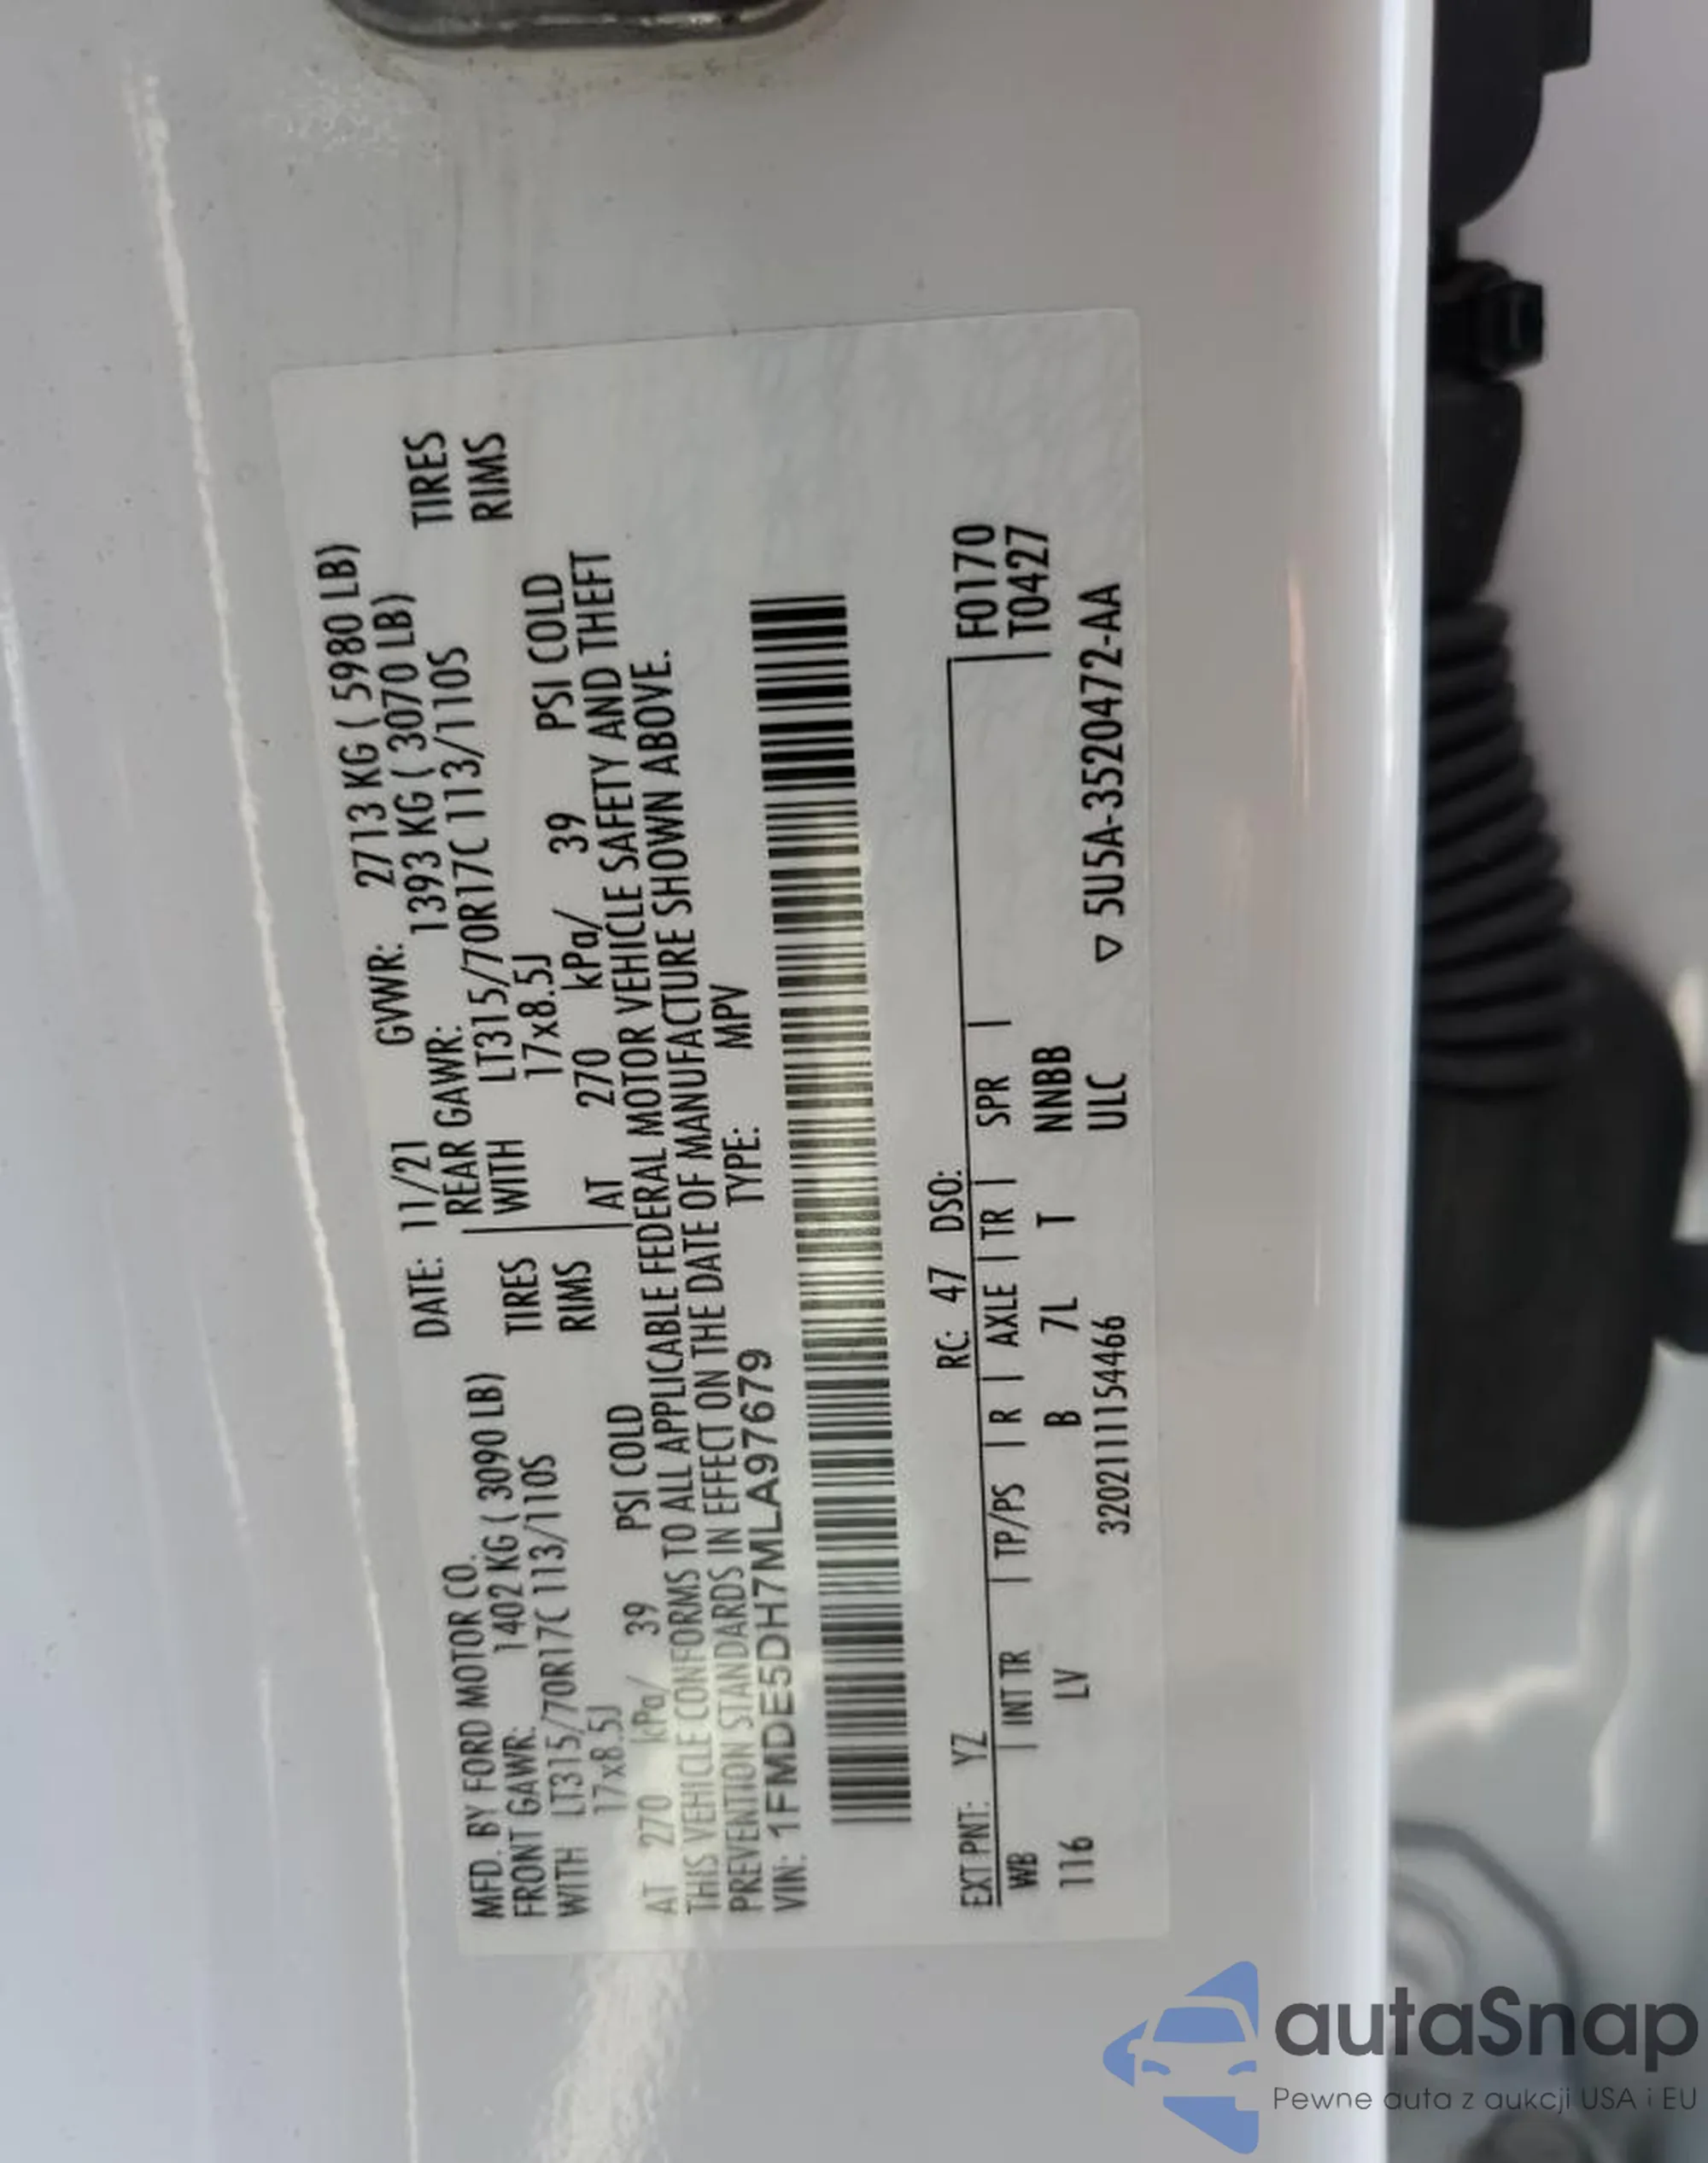 MFD. BY FORD MOTOR CO. DATE: 11/21 GVWR: 2713 KG ( 5980 LB)
FRONT GAWR: 1402 KG ( 3090 LB) REAR GAWR: 1393 KG ( 3070 LB)
WITH LT315/70R17C 113/110S TIRES WITH LT315/70R17C 113/110S TIRES
17x8.5J RIMS 17x8.5J RIMS
AT 270 kPa/ 39 PSI COLD AT 270 kPa/ 39 PSI COLD
THIS VEHICLE CONFORMS TO ALL APPLICABLE FEDERAL MOTOR VEHICLE SAFETY AND THEFT
PREVENTION STANDARDS IN EFFECT ON THE DATE OF MANUFACTURE SHOWN ABOVE.
VIN: 1FMDE5DH7MLA97679 TYPE: MPV
EXT PNT: YZ RC: 47 DSO: F0170
WB | INT TR | TP/PS | R | AXLE | TR | SPR | T0427
116 LV B 7L T NNBB
3202111154466 ULC ▽ 5U5A-3520472-AA
autaSnap
Pewne auta z aukcji USA i EU